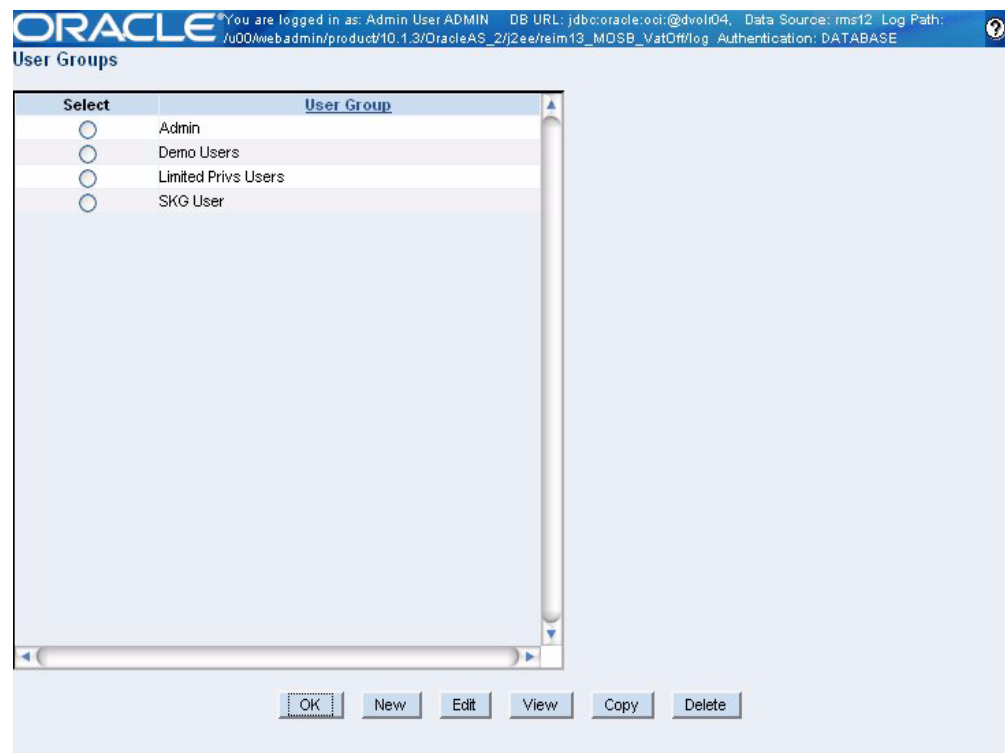 ORACLE® You are logged in as: Admin User ADMIN DB URL: jdbc:oracle:oci:@dvolr04, Data Source: rms12 Log Path:
/u00/webadmin/product/10.1.3/OracleAS_2/j2ee/reim13_MOSB_VatOff/log Authentication: DATABASE
?
User Groups
Select User Group
Admin
Demo Users
Limited Privs Users
SKG User
OK New Edit View Copy Delete